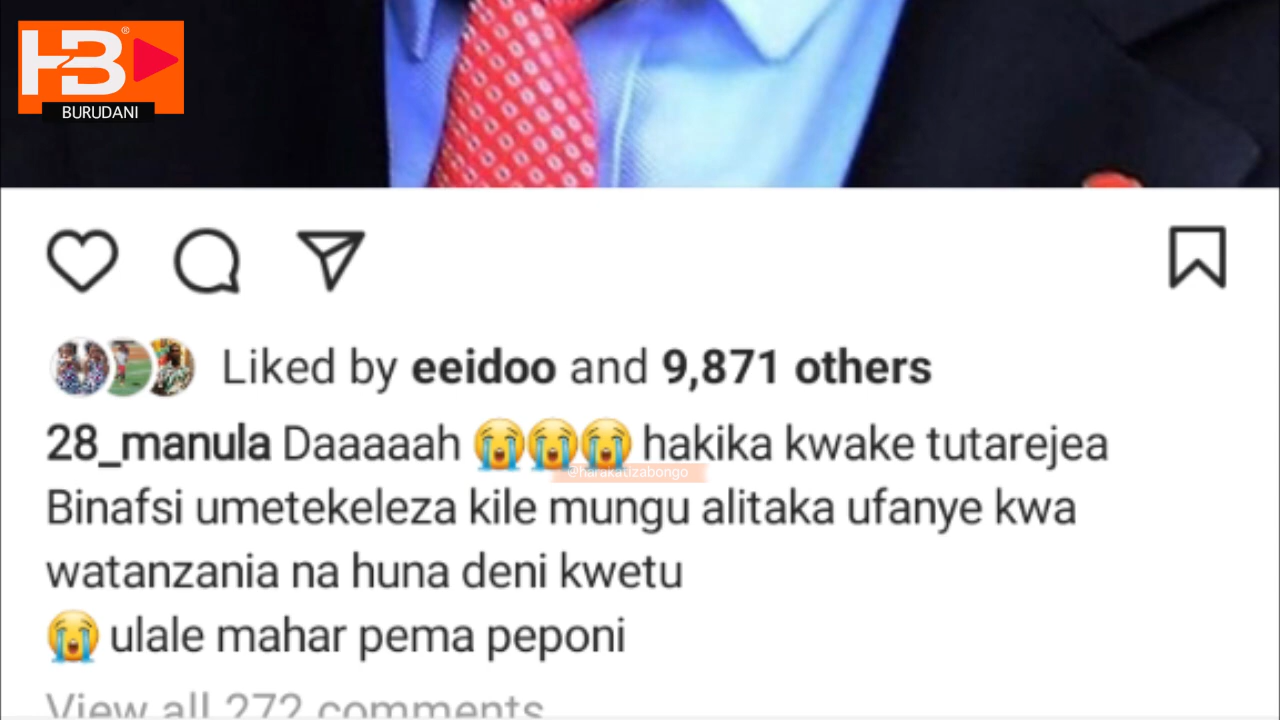 HB®
BURUDANI
Liked by eeidoo and 9,871 others
28_manula Daaaaah 😭😭😭 hakika kwake tutarejea
@harakatizabongo
Binafsi umetekeleza kile mungu alitaka ufanye kwa
watanzania na huna deni kwetu
😭 ulale mahar pema peponi
View all 272 comments